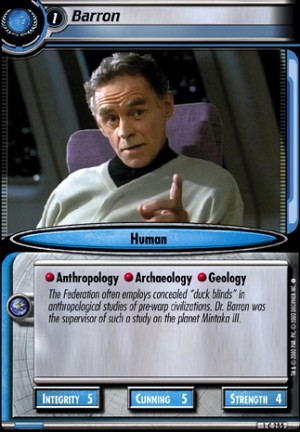 1 Barron
Human
Anthropology Archaeology Geology
The Federation often employs concealed "duck blinds" in
anthropological studies of pre-warp civilizations. Dr. Barron was
the supervisor of such a study on the planet Mintaka III.
INTEGRITY 5 CUNNING 5 STRENGTH 4
1 C 255